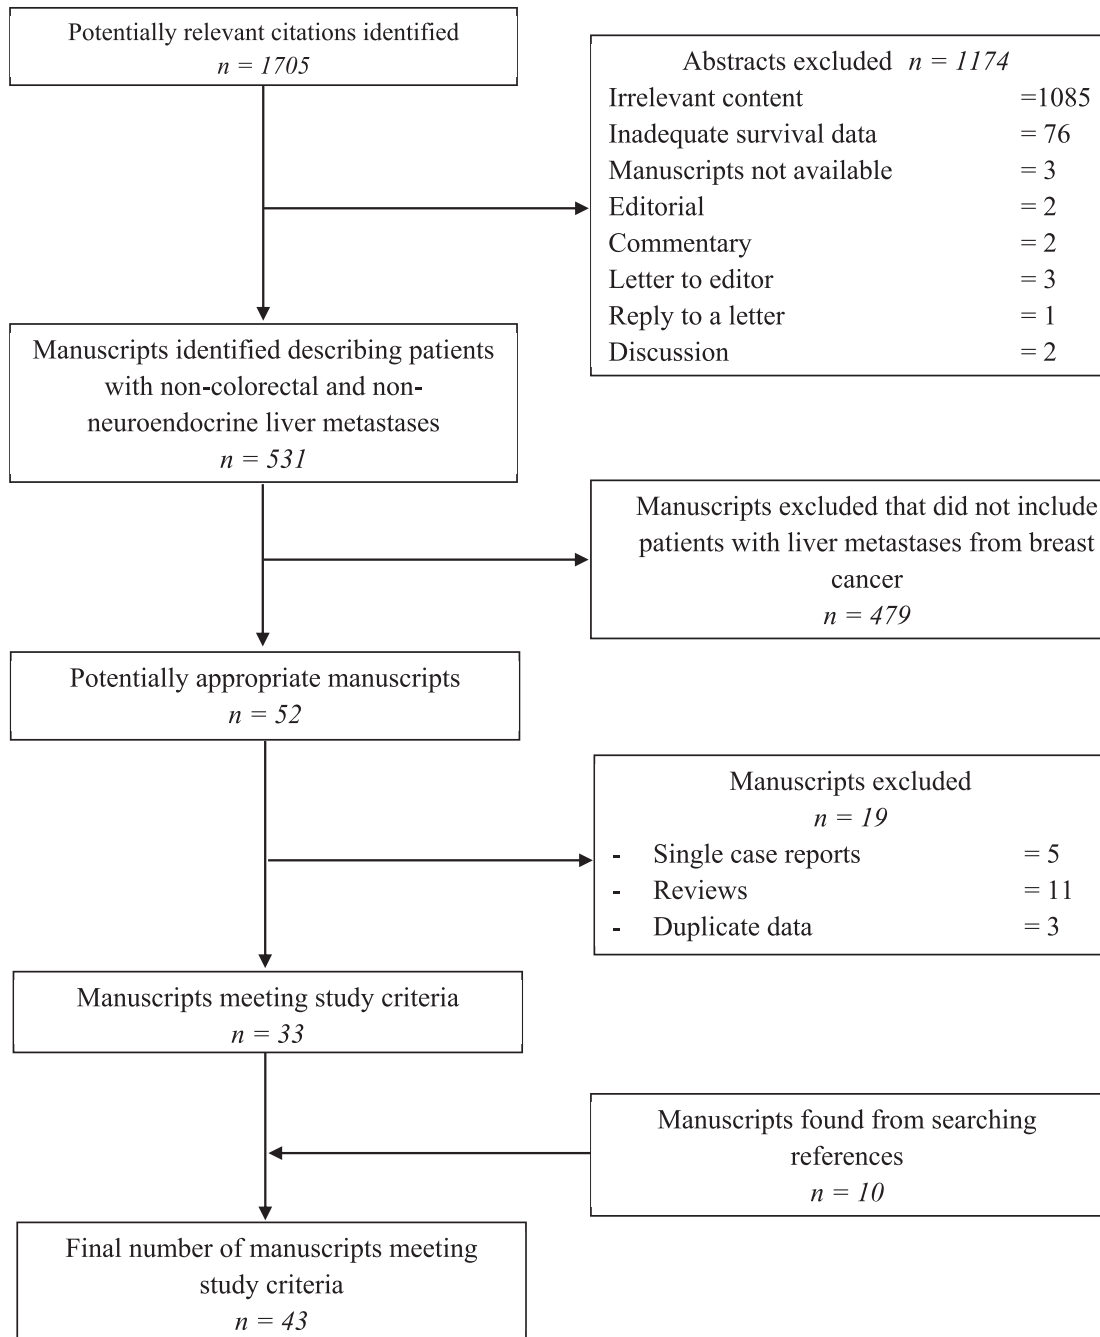 Potentially relevant citations identified
n = 1705
Abstracts excluded n = 1174
Irrelevant content =1085
Inadequate survival data = 76
Manuscripts not available = 3
Editorial = 2
Commentary = 2
Letter to editor = 3
Reply to a letter = 1
Discussion = 2
Manuscripts identified describing patients
with non-colorectal and non-
neuroendocrine liver metastases
n = 531
Manuscripts excluded that did not include
patients with liver metastases from breast
cancer
n = 479
Potentially appropriate manuscripts
n = 52
Manuscripts excluded
n = 19
- Single case reports = 5
- Reviews = 11
- Duplicate data = 3
Manuscripts meeting study criteria
n = 33
Manuscripts found from searching
references
n = 10
Final number of manuscripts meeting
study criteria
n = 43